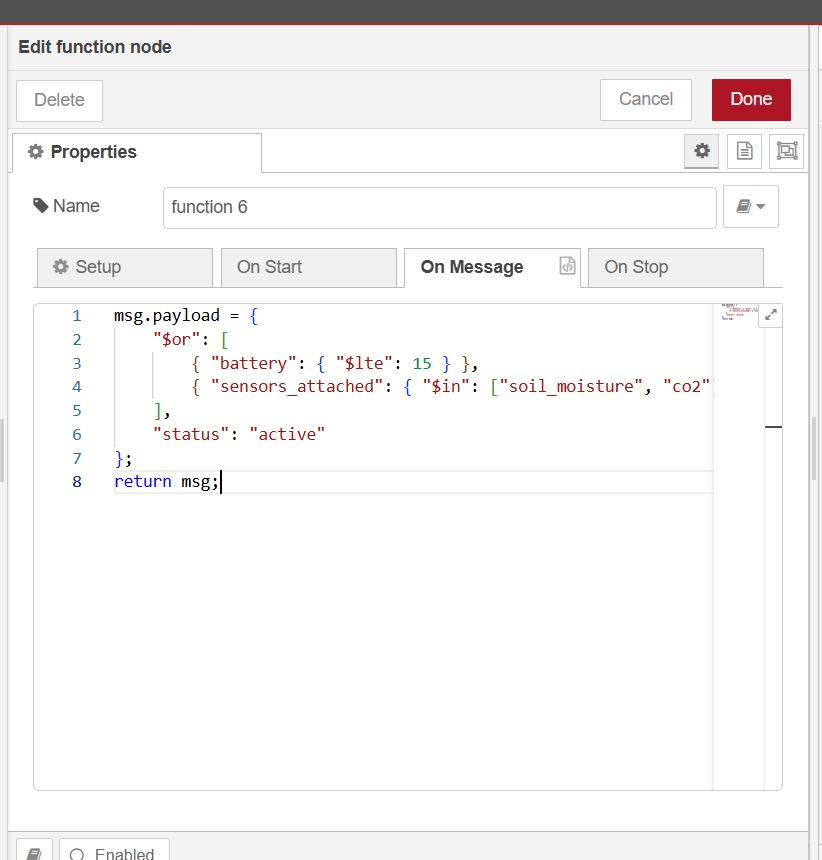 Edit function node
Delete
Cancel
Done
Properties
Name
function 6
Setup
On Start
On Message
On Stop
1 msg.payload = {
2 "$or": [
3 { "battery": { "$lte": 15 } },
4 { "sensors_attached": { "$in": ["soil_moisture", "co2"
5 ],
6 "status": "active"
7 };
8 return msg;
Enabled